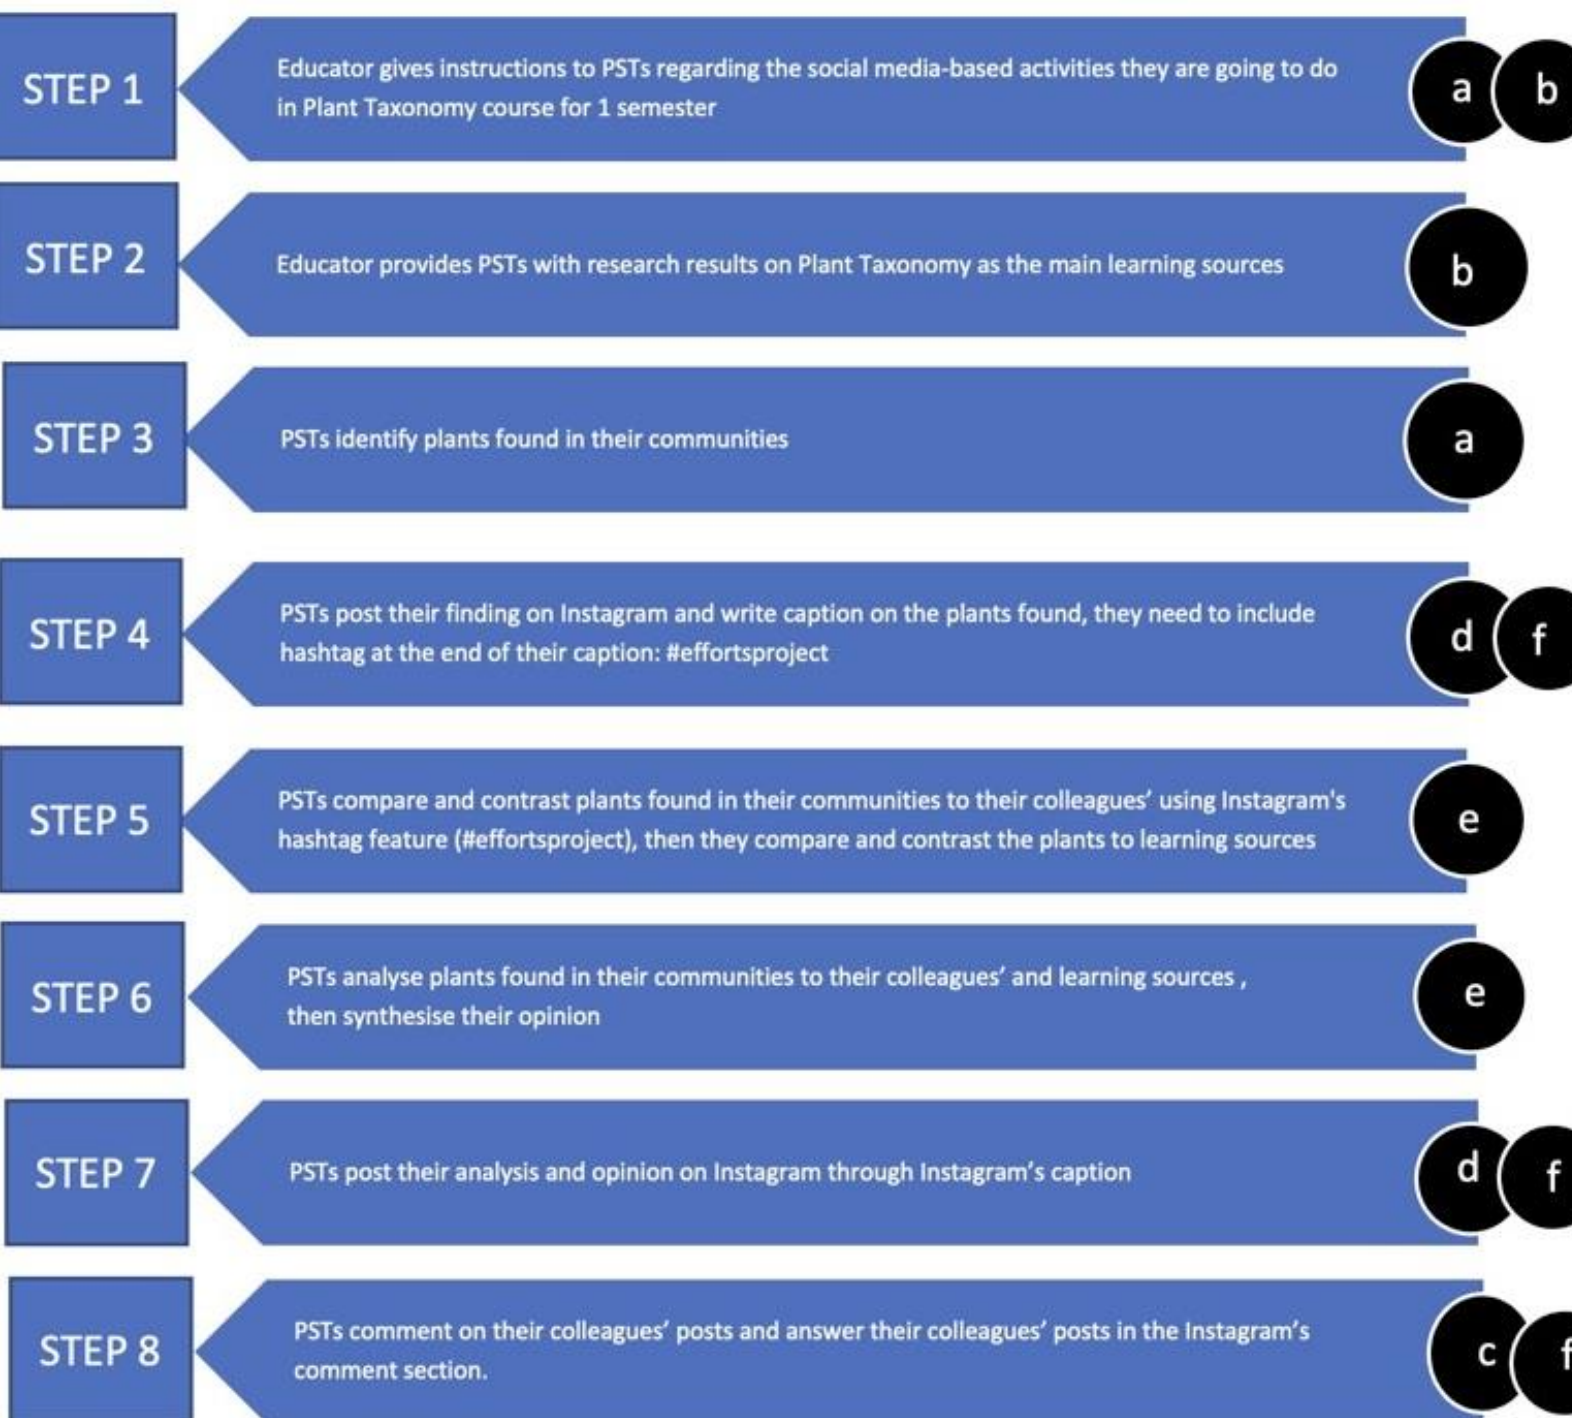 STEP 1
Educator gives instructions to PSTs regarding the social media-based activities they are going to do
in Plant Taxonomy course for 1 semester
a
b
STEP 2
Educator provides PSTs with research results on Plant Taxonomy as the main learning sources
b
STEP 3
PSTs identify plants found in their communities
a
STEP 4
PSTs post their finding on Instagram and write caption on the plants found, they need to include
hashtag at the end of their caption: #effortsproject
d
f
STEP 5
PSTs compare and contrast plants found in their communities to their colleagues’ using Instagram's
hashtag feature (#effortsproject), then they compare and contrast the plants to learning sources
e
STEP 6
PSTs analyse plants found in their communities to their colleagues’ and learning sources ,
then synthesise their opinion
e
STEP 7
PSTs post their analysis and opinion on Instagram through Instagram’s caption
d
f
STEP 8
PSTs comment on their colleagues’ posts and answer their colleagues’ posts in the Instagram’s
comment section.
c
f